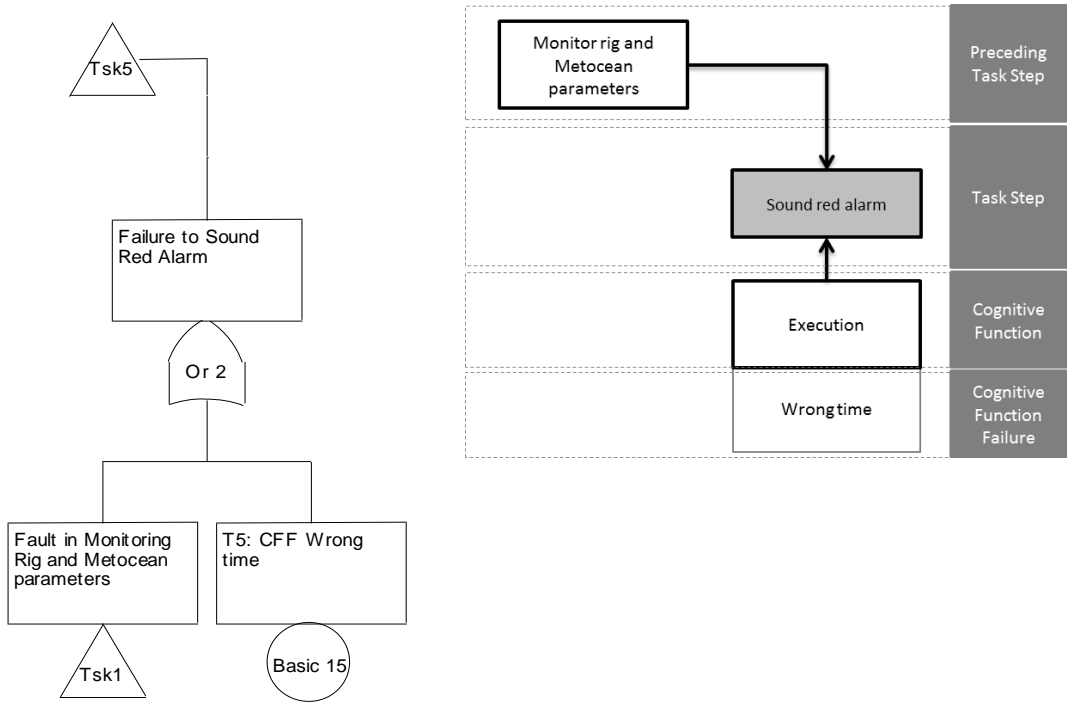 Tsk5
Failure to Sound
Red Alarm
Or 2
Fault in Monitoring
Rig and Metocean
parameters
T5: CFF Wrong
time
Tsk1
Basic 15
Monitor rig and
Metocean
parameters
Preceding
Task Step
Sound red alarm
Task Step
Execution
Cognitive
Function
Wrong time
Cognitive
Function
Failure